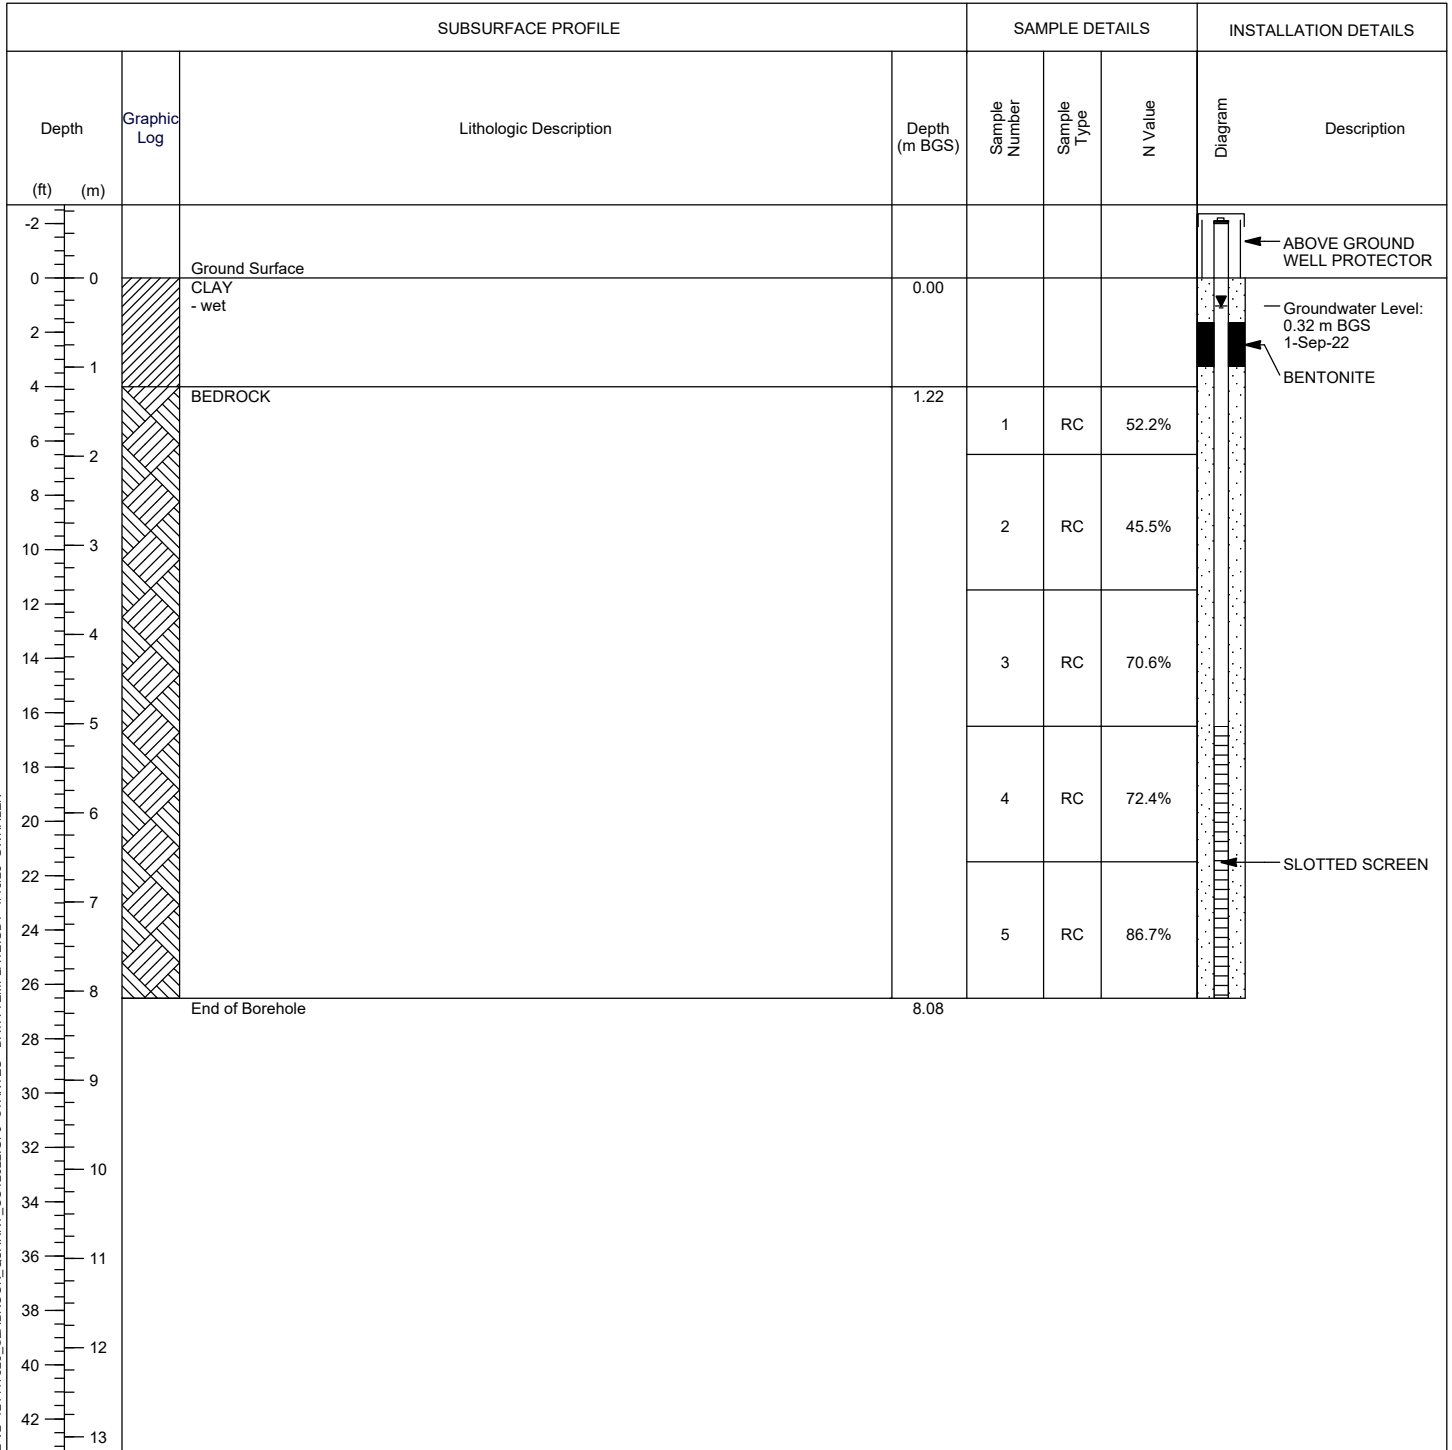 SUBSURFACE PROFILE
SAMPLE DETAILS
INSTALLATION DETAILS
Depth
(ft) (m)
Graphic
Log
Lithologic Description
Depth
(m BGS)
Sample
Number
Sample
Type
N Value
Diagram
Description
-2
ABOVE GROUND
WELL PROTECTOR
Ground Surface
0 0
CLAY 0.00
- wet
Groundwater Level:
0.32 m BGS
1-Sep-22
2
1
BENTONITE
4
BEDROCK 1.22
1 RC 52.2%
6
2
8
2 RC 45.5%
10
3
12
4
14
3 RC 70.6%
16
5
18
4 RC 72.4%
6
20
SLOTTED SCREEN
22
7
24
5 RC 86.7%
26
8
End of Borehole 8.08
28
9
30
32
10
34
36
11
38
12
40
42
13